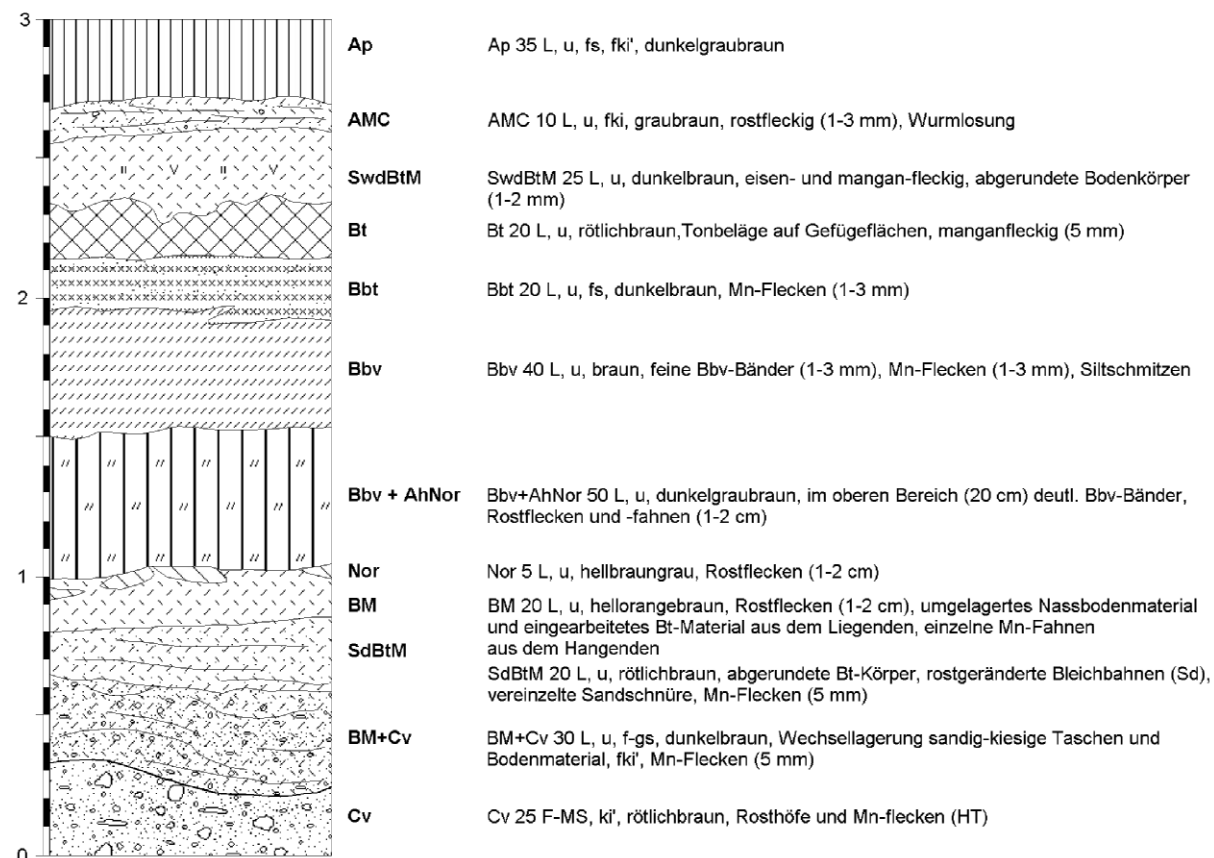 3
Ap Ap 35 L, u, fs, fki', dunkelgraubraun
AMC AMC 10 L, u, fki, graubraun, rostfleckig (1-3 mm), Wurmlosung
SwdBtM SwdBtM 25 L, u, dunkelbraun, eisen- und mangan-fleckig, abgerundete Bodenkörper
(1-2 mm)
Bt Bt 20 L, u, rötlichbraun,Tonbeläge auf Gefügeflächen, manganfleckig (5 mm)
2
Bbt Bbt 20 L, u, fs, dunkelbraun, Mn-Flecken (1-3 mm)
Bbv Bbv 40 L, u, braun, feine Bbv-Bänder (1-3 mm), Mn-Flecken (1-3 mm), Siltschmitzen
Bbv + AhNor Bbv+AhNor 50 L, u, dunkelgraubraun, im oberen Bereich (20 cm) deutl. Bbv-Bänder,
Rostflecken und -fahnen (1-2 cm)
1
Nor Nor 5 L, u, hellbraungrau, Rostflecken (1-2 cm)
BM BM 20 L, u, hellorangebraun, Rostflecken (1-2 cm), umgelagertes Nassbodenmaterial
und eingearbeitetes Bt-Material aus dem Liegenden, einzelne Mn-Fahnen
aus dem Hangenden
SdBtM SdBtM 20 L, u, rötlichbraun, abgerundete Bt-Körper, rostgeränderte Bleichbahnen (Sd),
vereinzelte Sandschnüre, Mn-Flecken (5 mm)
BM+Cv BM+Cv 30 L, u, f-gs, dunkelbraun, Wechsellagerung sandig-kiesige Taschen und
Bodenmaterial, fki', Mn-Flecken (5 mm)
Cv Cv 25 F-MS, ki', rötlichbraun, Rosthöfe und Mn-flecken (HT)
0